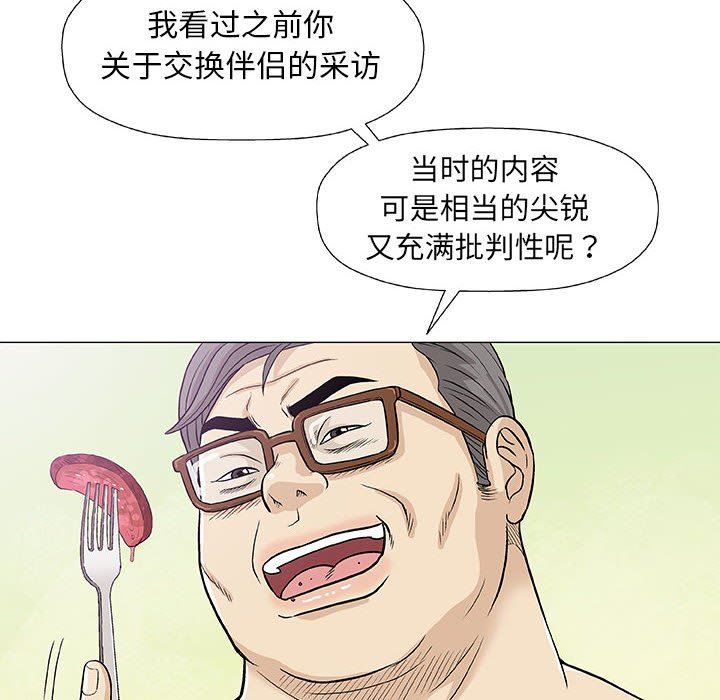 我看过之前你
关于交换伴侣的采访
当时的内容
可是相当的尖锐
又充满批判性呢？